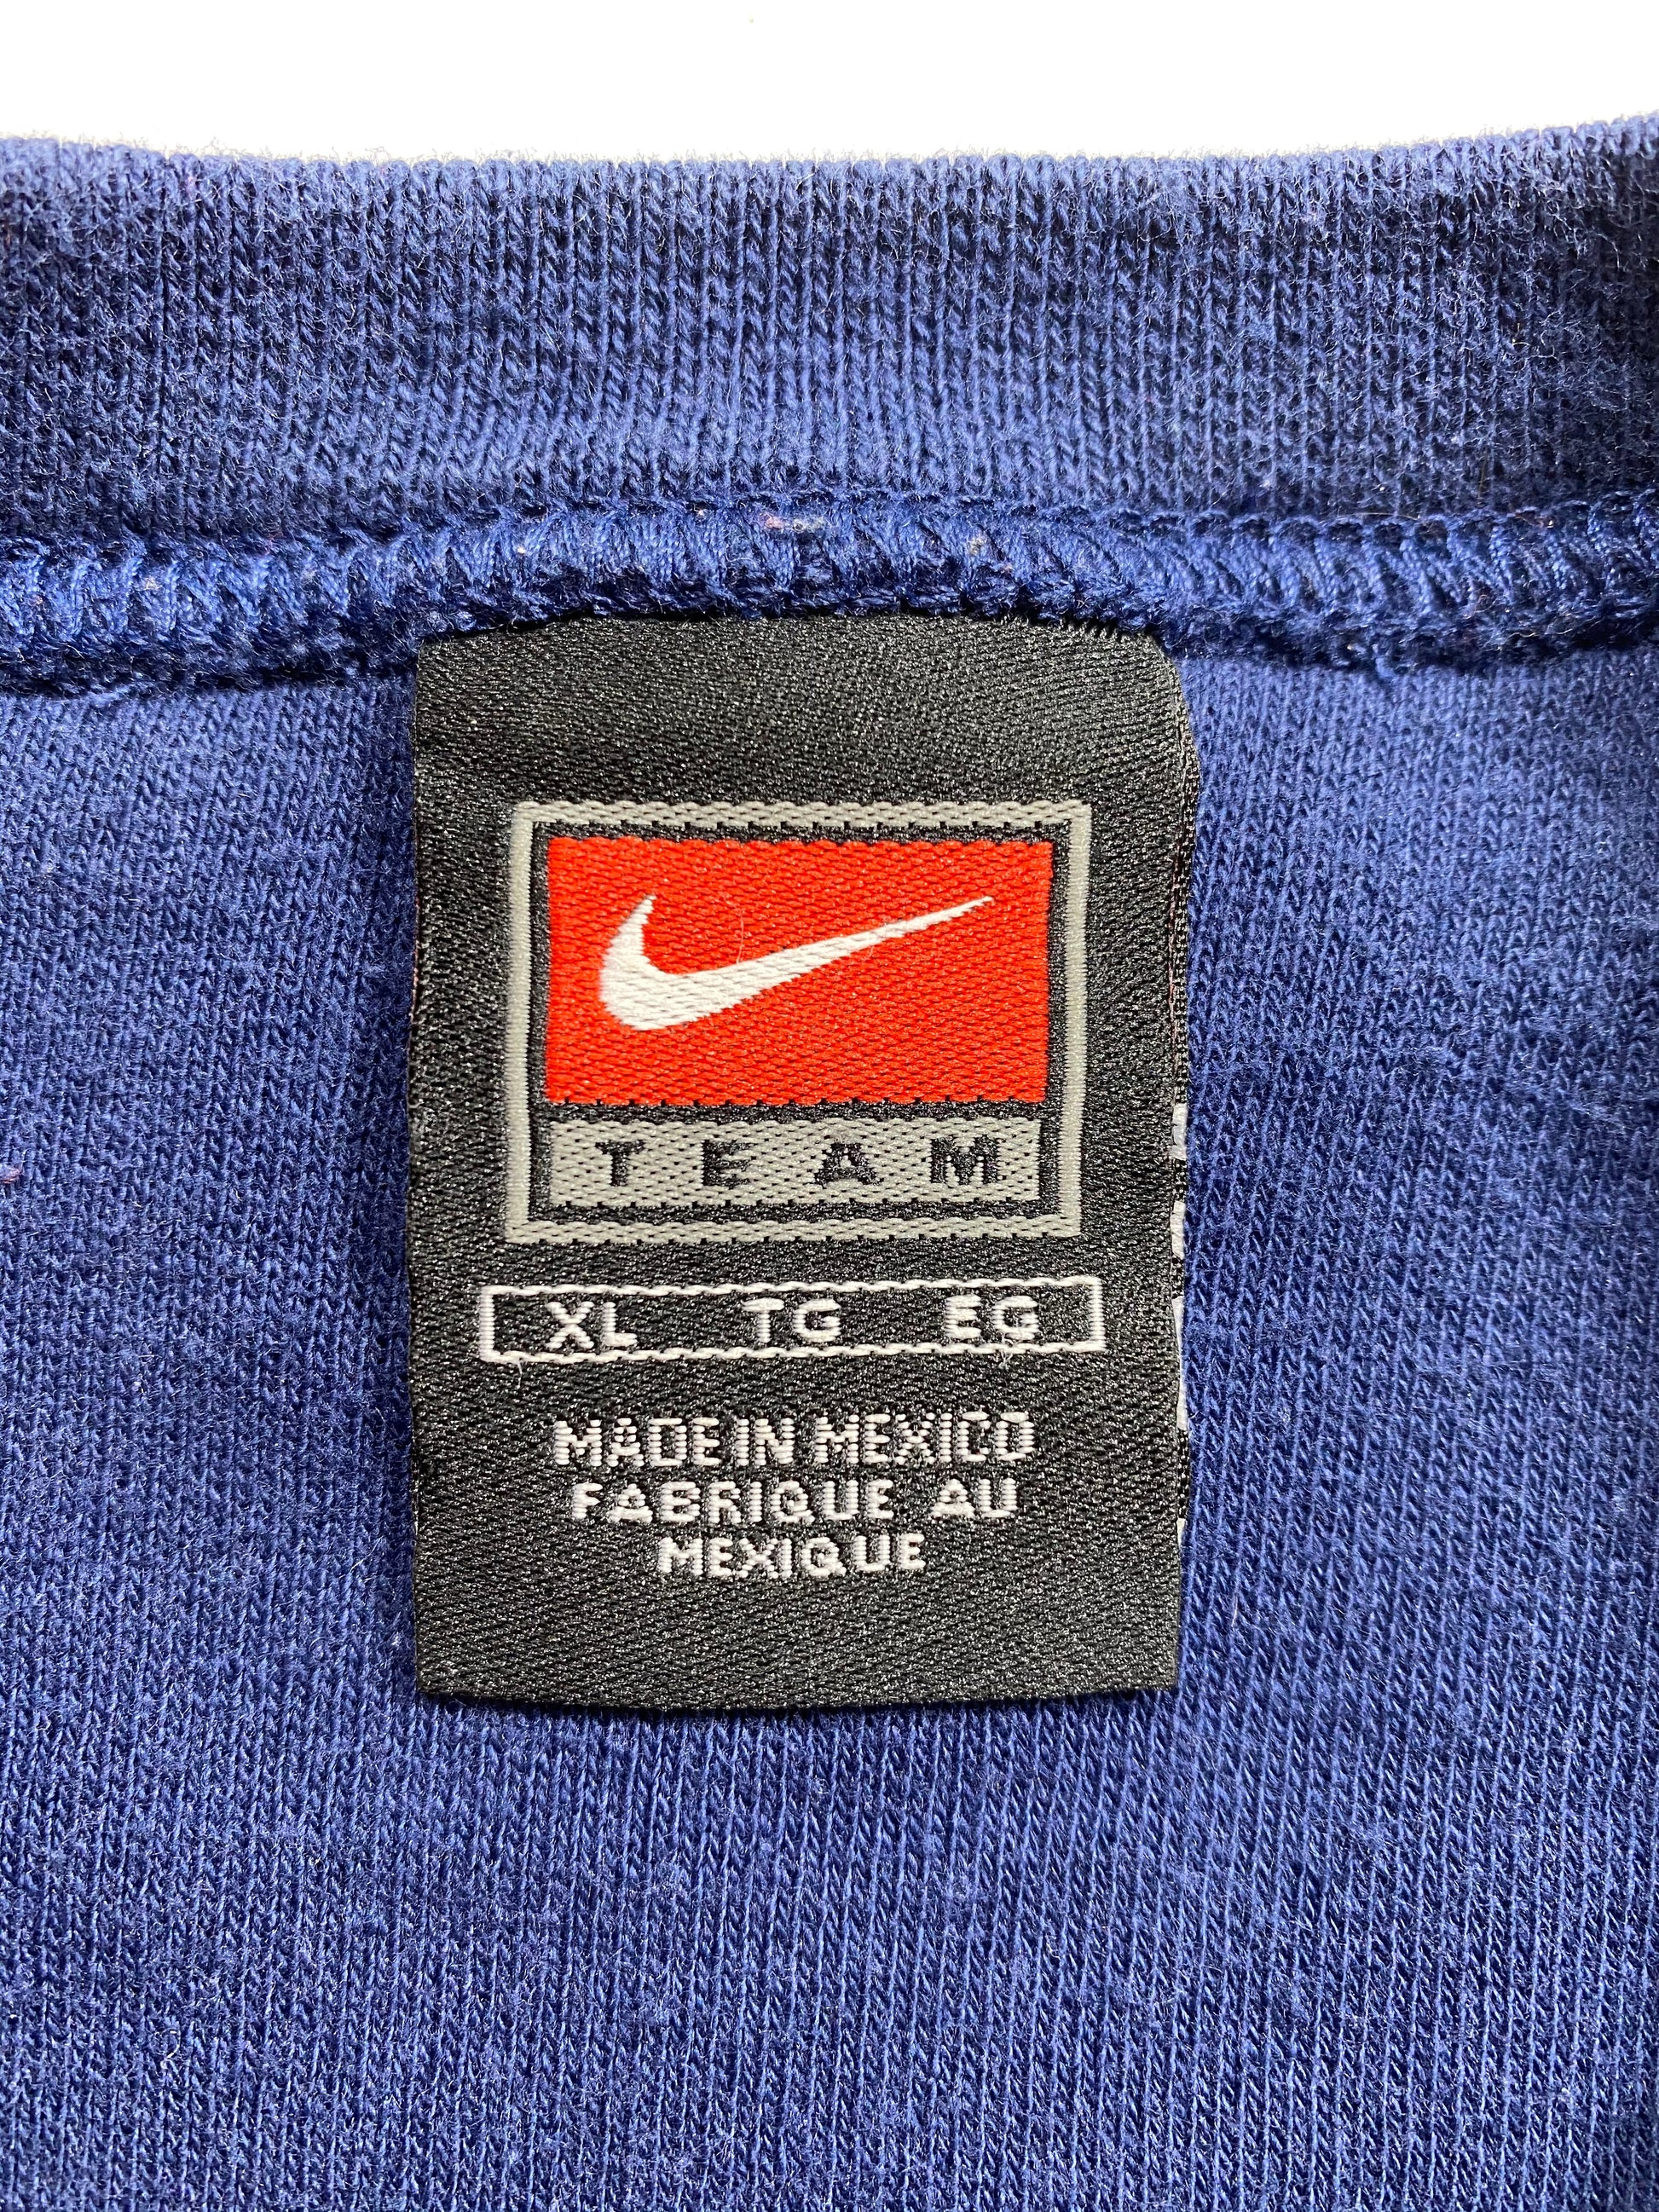 TEAM
XL TG EG
MADE IN MEXICO
FABRIQUE AU
MEXIQUE